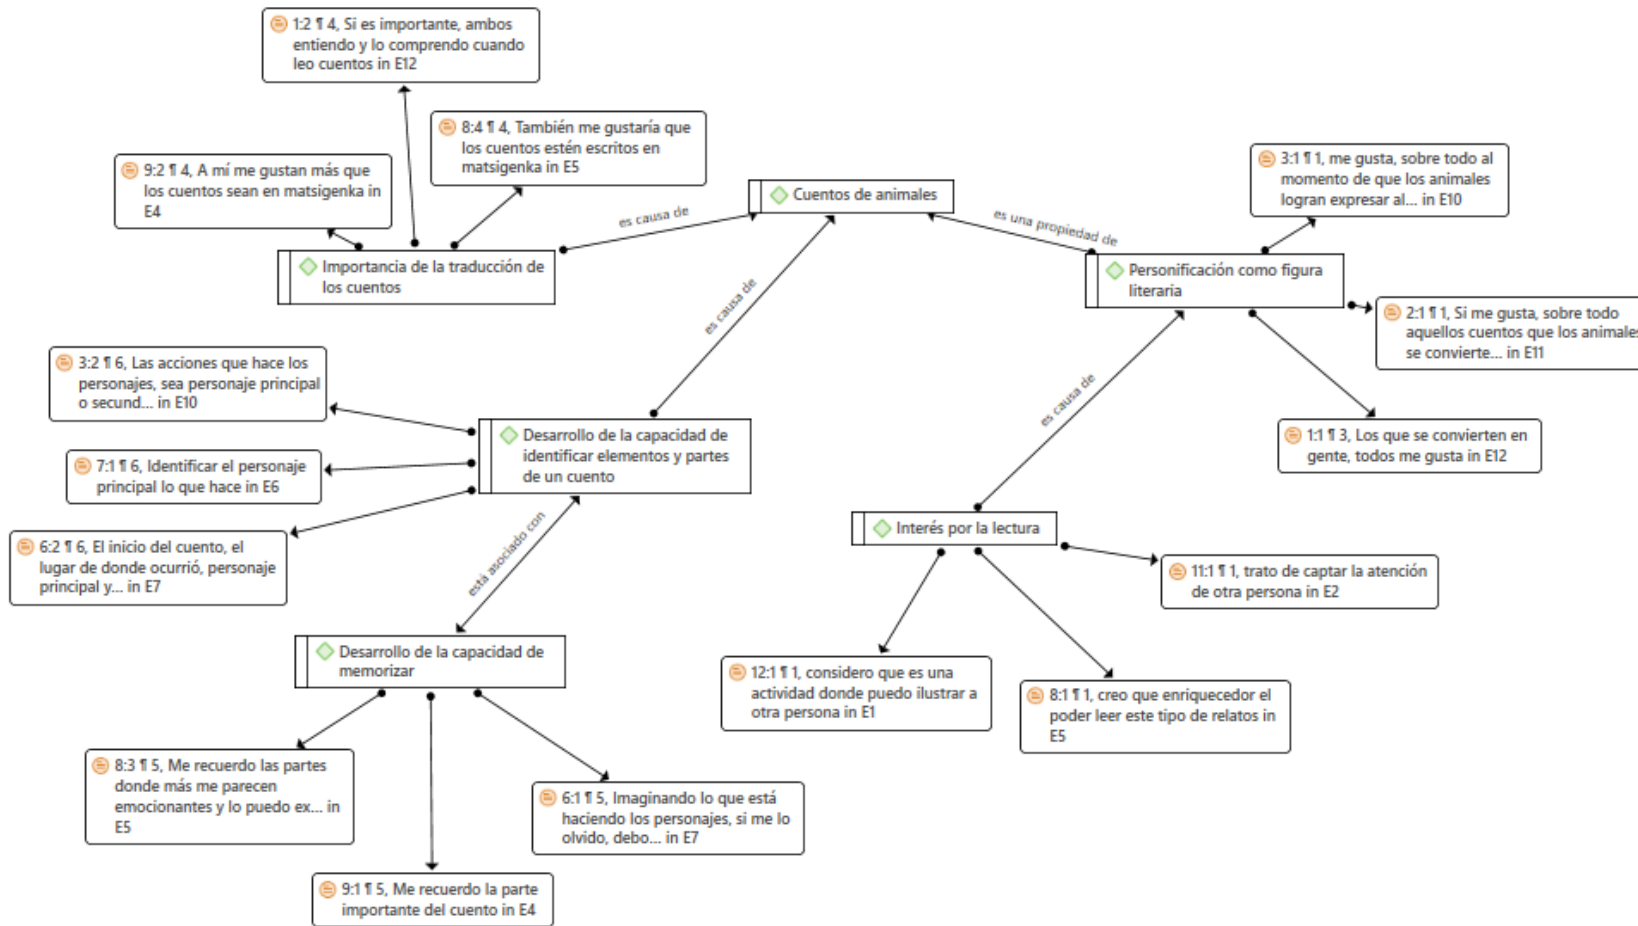 1:2 ¶ 4, Si es importante, ambos
entiendo y lo comprendo cuando
leo cuentos in E12
8:4 ¶ 4, También me gustaría que
los cuentos estén escritos en
matsigenka in E5
9:2 ¶ 4, A mí me gustan más que
los cuentos sean en matsigenka in
E4
Cuentos de animales
3:1 ¶ 1, me gusta, sobre todo al
momento de que los animales
logran expresar al... in E10
es causa de
es una propiedad de
Importancia de la traducción de
los cuentos
Personificación como figura
literaria
2:1 ¶ 1, Si me gusta, sobre todo
aquellos cuentos que los animales
se convierte... in E11
es causa de
3:2 ¶ 6, Las acciones que hace los
personajes, sea personaje principal
o secund... in E10
es causa de
Desarrollo de la capacidad de
identificar elementos y partes
de un cuento
1:1 ¶ 3, Los que se convierten en
gente, todos me gusta in E12
7:1 ¶ 6, Identificar el personaje
principal lo que hace in E6
Interés por la lectura
6:2 ¶ 6, El inicio del cuento, el
lugar de donde ocurrió, personaje
principal y... in E7
está asociado con
11:1 ¶ 1, trato de captar la atención
de otra persona in E2
Desarrollo de la capacidad de
memorizar
12:1 ¶ 1, considero que es una
actividad donde puedo ilustrar a
otra persona in E1
8:1 ¶ 1, creo que enriquecedor el
poder leer este tipo de relatos in
E5
8:3 ¶ 5, Me recuerdo las partes
donde más me parecen
emocionantes y lo puedo ex... in
E5
6:1 ¶ 5, Imaginando lo que está
haciendo los personajes, si me lo
olvido, debo... in E7
9:1 ¶ 5, Me recuerdo la parte
importante del cuento in E4